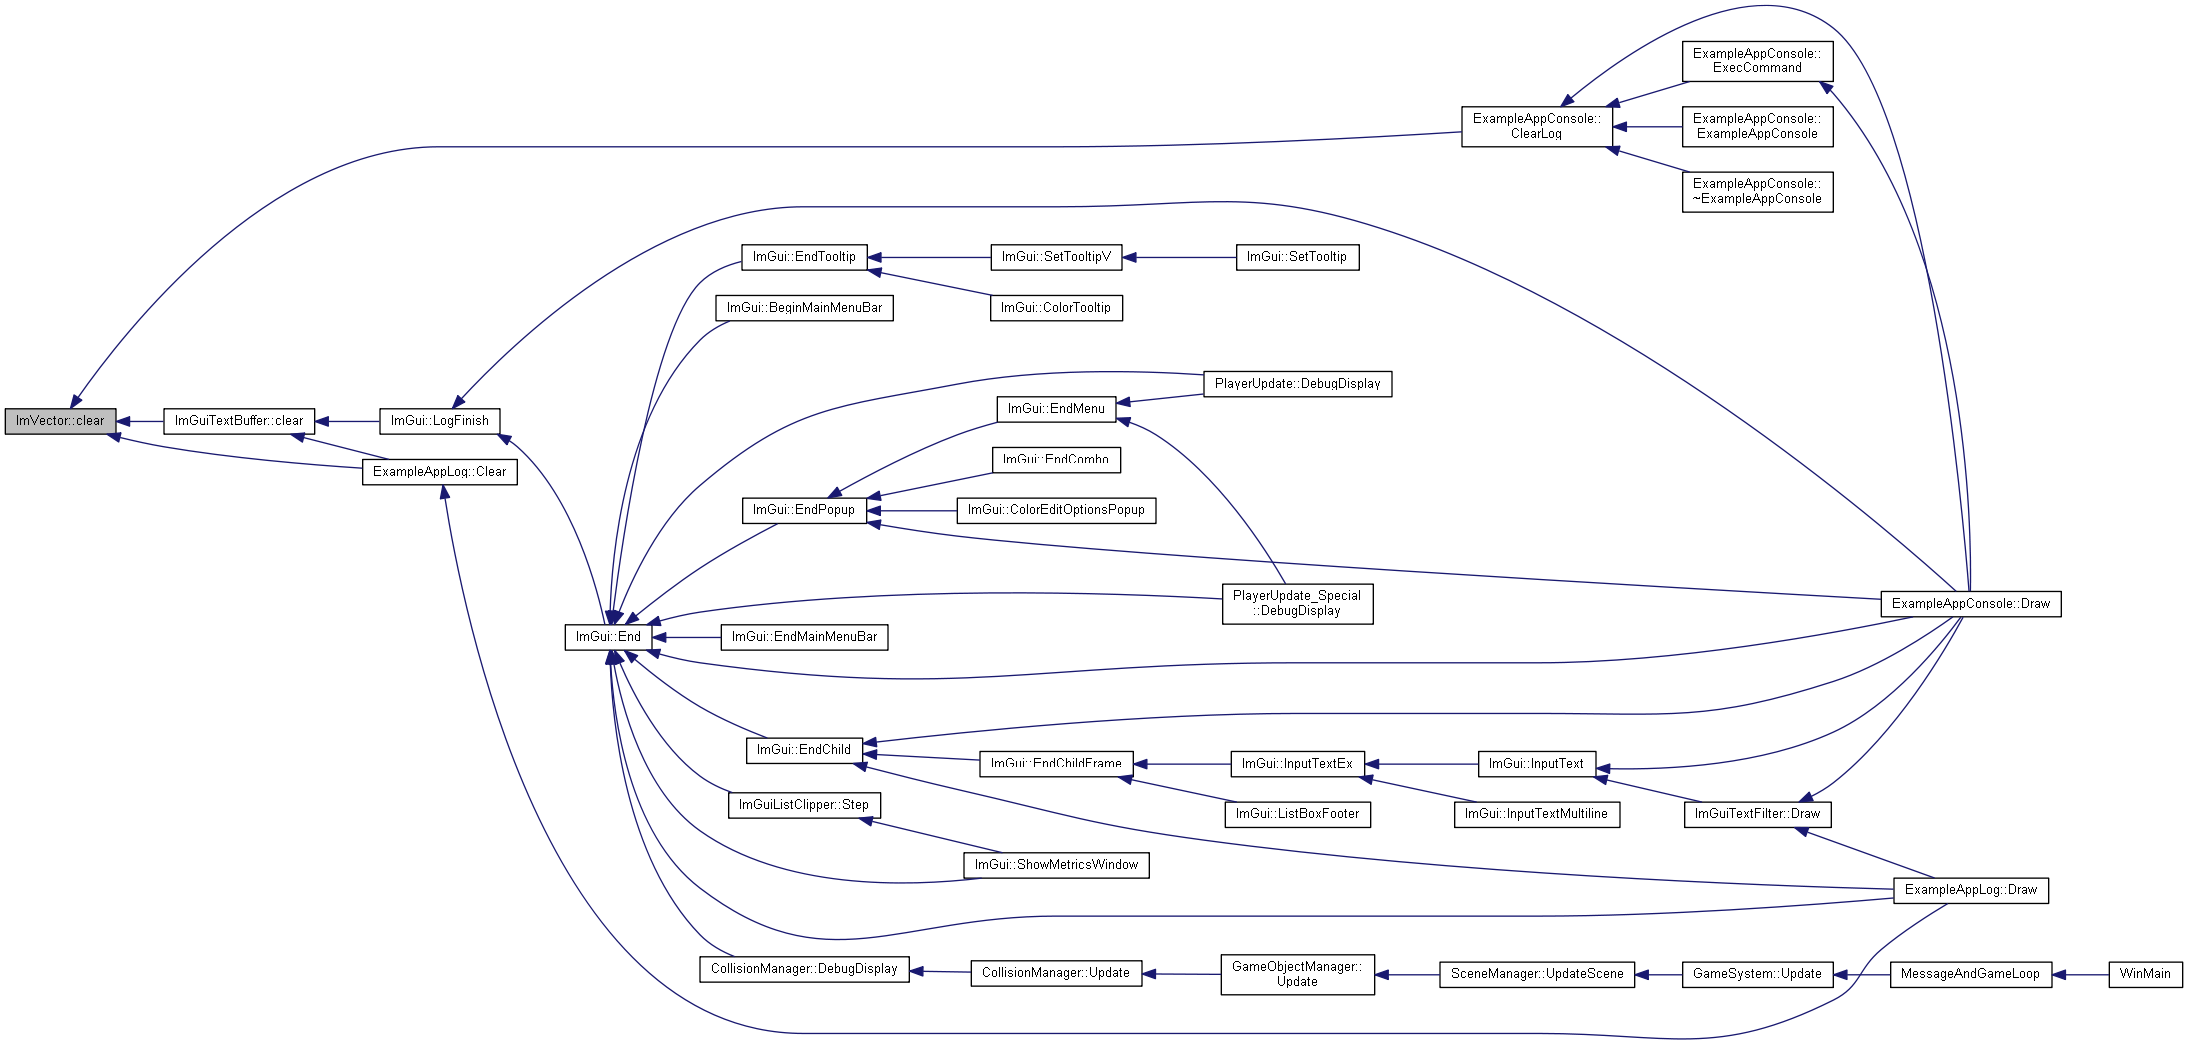 ExampleAppConsole::
ExecCommand
ExampleAppConsole::
ClearLog
ExampleAppConsole::
ExampleAppConsole
ExampleAppConsole::
~ExampleAppConsole
ImGui::EndTooltip
ImGui::SetTooltipV
ImGui::SetTooltip
ImGui::BeginMainMenuBar
ImGui::ColorTooltip
PlayerUpdate::DebugDisplay
ImVector::clear
ImGuiTextBuffer::clear
ImGui::LogFinish
ImGui::EndMenu
ExampleAppLog::Clear
ImGui::EndCombo
ImGui::EndPopup
ImGui::ColorEditOptionsPopup
PlayerUpdate_Special
::DebugDisplay
ExampleAppConsole::Draw
ImGui::End
ImGui::EndMainMenuBar
ImGui::EndChild
ImGui::EndChildFrame
ImGui::InputTextEx
ImGui::InputText
ImGuiListClipper::Step
ImGui::ListBoxFooter
ImGui::InputTextMultiline
ImGuiTextFilter::Draw
ImGui::ShowMetricsWindow
ExampleAppLog::Draw
CollisionManager::DebugDisplay
CollisionManager::Update
GameObjectManager::
Update
SceneManager::UpdateScene
GameSystem::Update
MessageAndGameLoop
WinMain